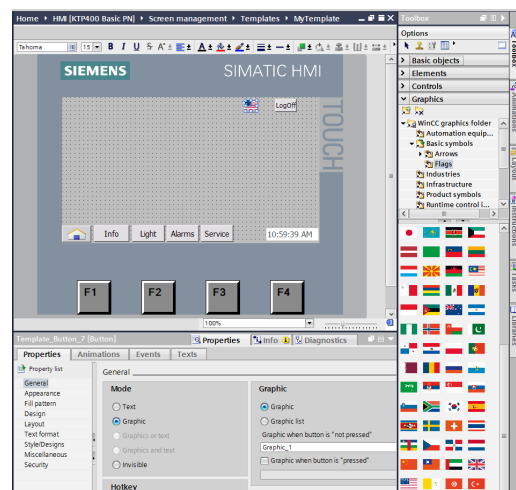 Home ▸ HMI [KTP400 Basic PN] ▸ Screen management ▸ Templates ▸ MyTemplate
Toolbox
Options
Tahoma 15 B I U S A
Basic objects
Elements
Controls
Graphics
WinCC graphics folder
Automation equip...
Basic symbols
Arrows
Flags
Industries
Infrastructure
Product symbols
Runtime control i...
SIEMENS
SIMATIC HMI
LogOff
TOUCH
Info
Light
Alarms
Service
10:59:39 AM
F1
F2
F3
F4
100%
Toolbox
Animations
Layout
Instructions
Tasks
Libraries
Template_Button_7 [Button]
Properties
Info
Diagnostics
Properties
Animations
Events
Texts
Property list
General
Appearance
Fill pattern
Design
Layout
Text format
Style/Designs
Miscellaneous
Security
General
Mode
Text
Graphic
Graphics or text
Graphics and text
Invisible
Hotkey
Graphic
Graphic
Graphic list
Graphic when button is "not pressed"
Graphic_1
Graphic when button is "pressed"